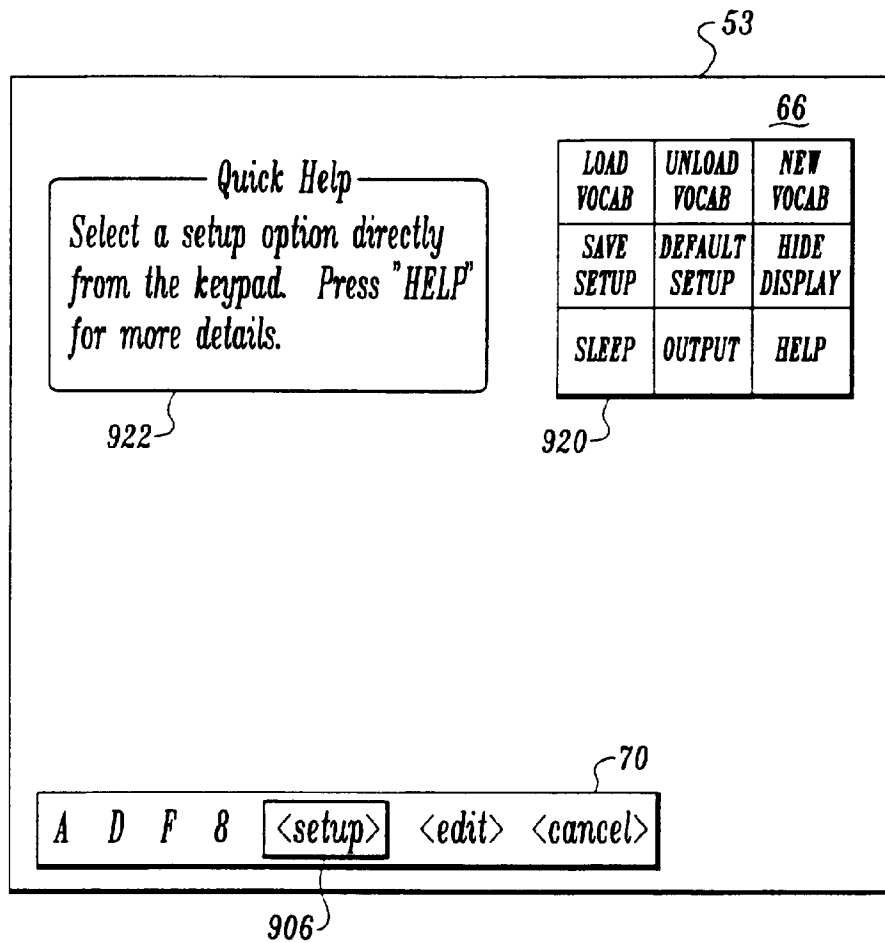 53
66
Quick Help
Select a setup option directly
from the keypad. Press "HELP"
for more details.
922
LOAD VOCAB
UNLOAD VOCAB
NEW VOCAB
SAVE SETUP
DEFAULT SETUP
HIDE DISPLAY
SLEEP
OUTPUT
HELP
920
70
A D F 8 <setup> <edit> <cancel>
906